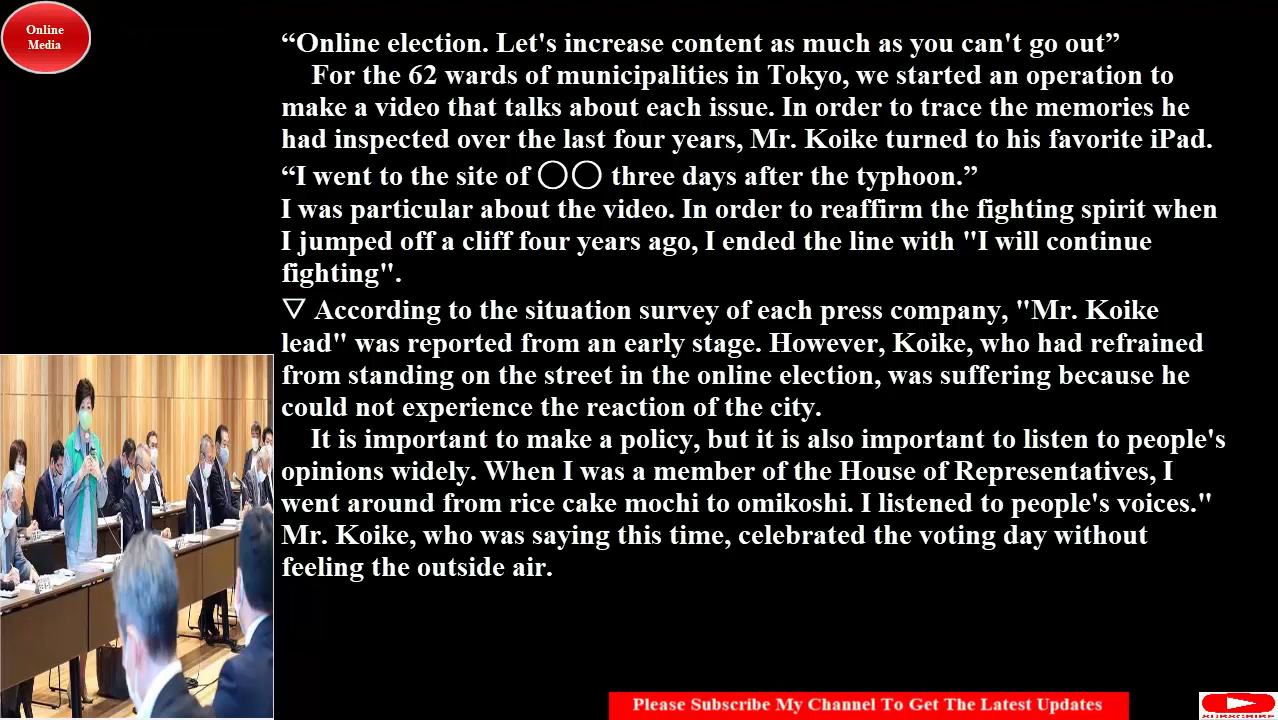 Online
Media
“Online election. Let's increase content as much as you can't go out”
For the 62 wards of municipalities in Tokyo, we started an operation to
make a video that talks about each issue. In order to trace the memories he
had inspected over the last four years, Mr. Koike turned to his favorite iPad.
“I went to the site of ◯◯ three days after the typhoon.”
I was particular about the video. In order to reaffirm the fighting spirit when
I jumped off a cliff four years ago, I ended the line with "I will continue
fighting".
▽ According to the situation survey of each press company, "Mr. Koike
lead" was reported from an early stage. However, Koike, who had refrained
from standing on the street in the online election, was suffering because he
could not experience the reaction of the city.
It is important to make a policy, but it is also important to listen to people's
opinions widely. When I was a member of the House of Representatives, I
went around from rice cake mochi to omikoshi. I listened to people's voices."
Mr. Koike, who was saying this time, celebrated the voting day without
feeling the outside air.
Please Subscribe My Channel To Get The Latest Updates
SUBSCRIBE